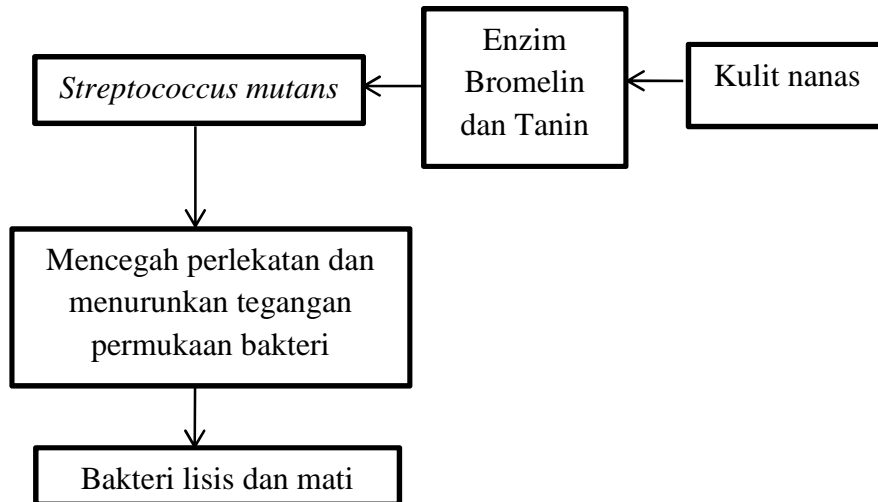 Streptococcus mutans
Enzim
Bromelin
dan Tanin
Kulit nanas
Mencegah perlekatan dan
menurunkan tegangan
permukaan bakteri
Bakteri lisis dan mati